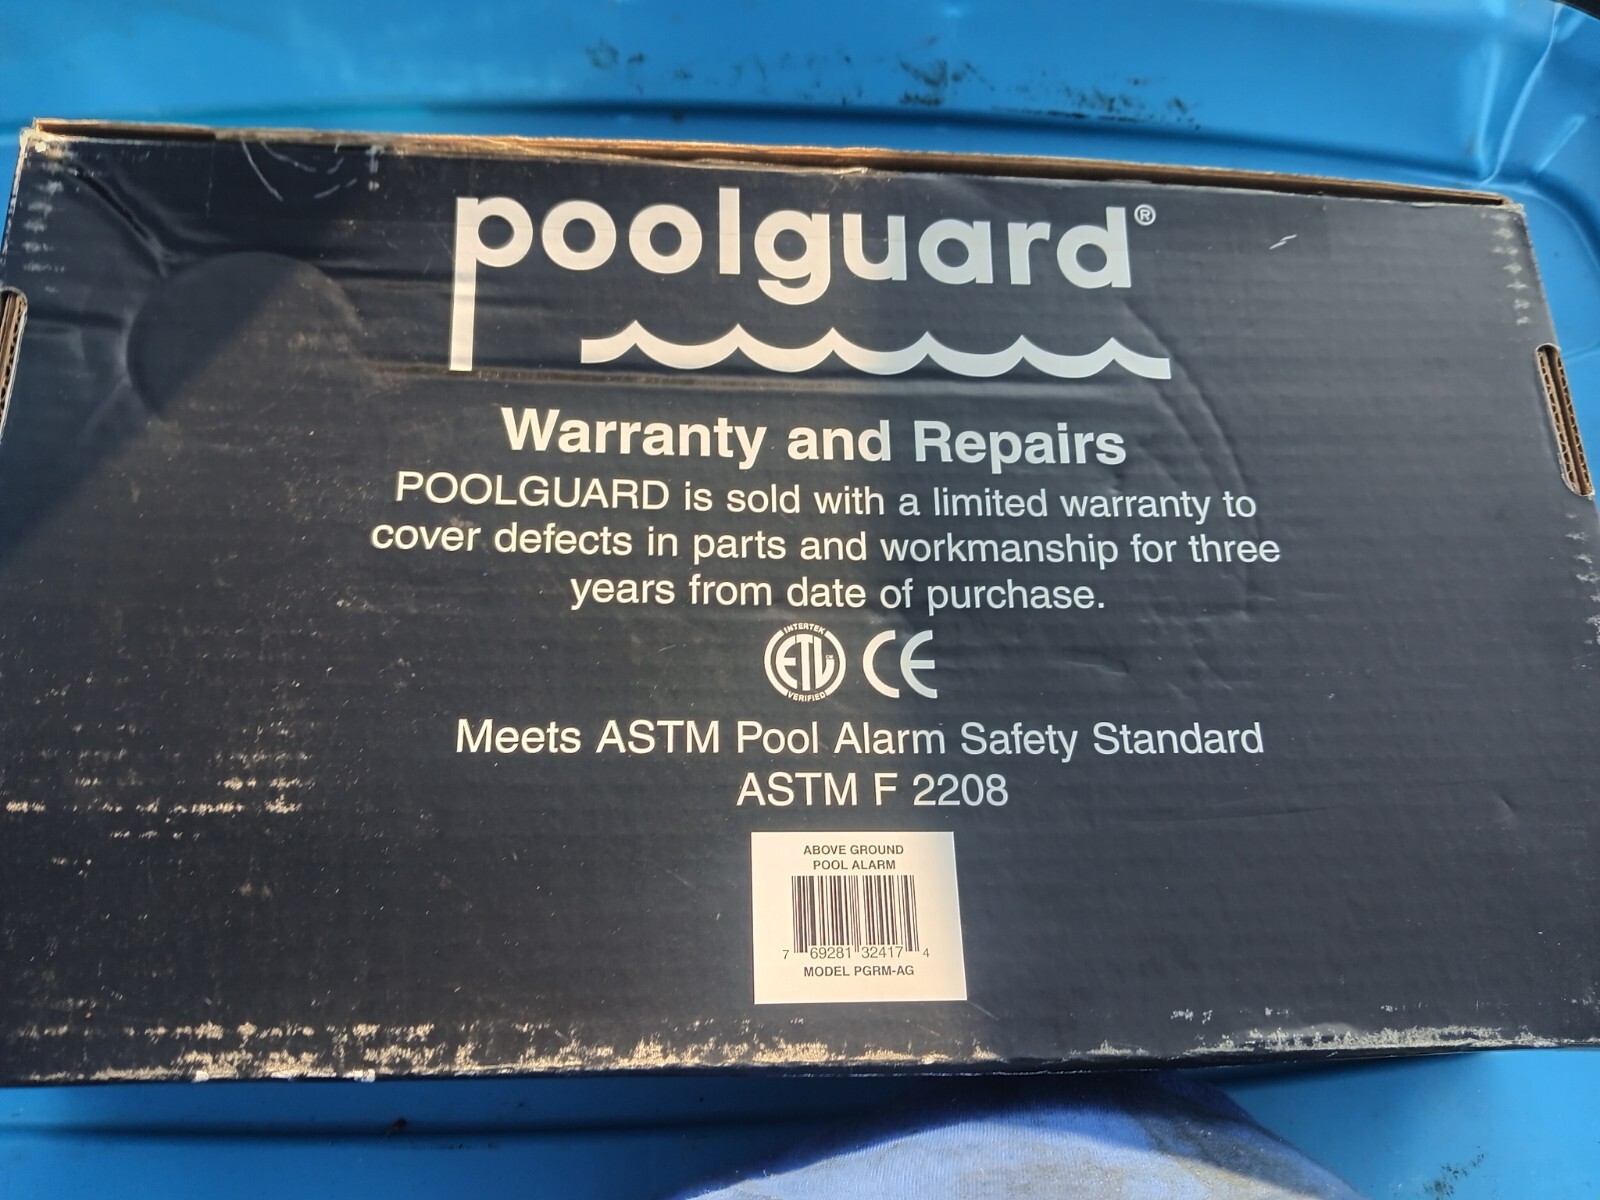 poolguard®
Warranty and Repairs
POOLGUARD is sold with a limited warranty to
cover defects in parts and workmanship for three
years from date of purchase.
INTERTEK
ETL CM
VERIFIED
CE
Meets ASTM Pool Alarm Safety Standard
ASTM F 2208
ABOVE GROUND
POOL ALARM
7 69281 32417 4
MODEL PGRM-AG